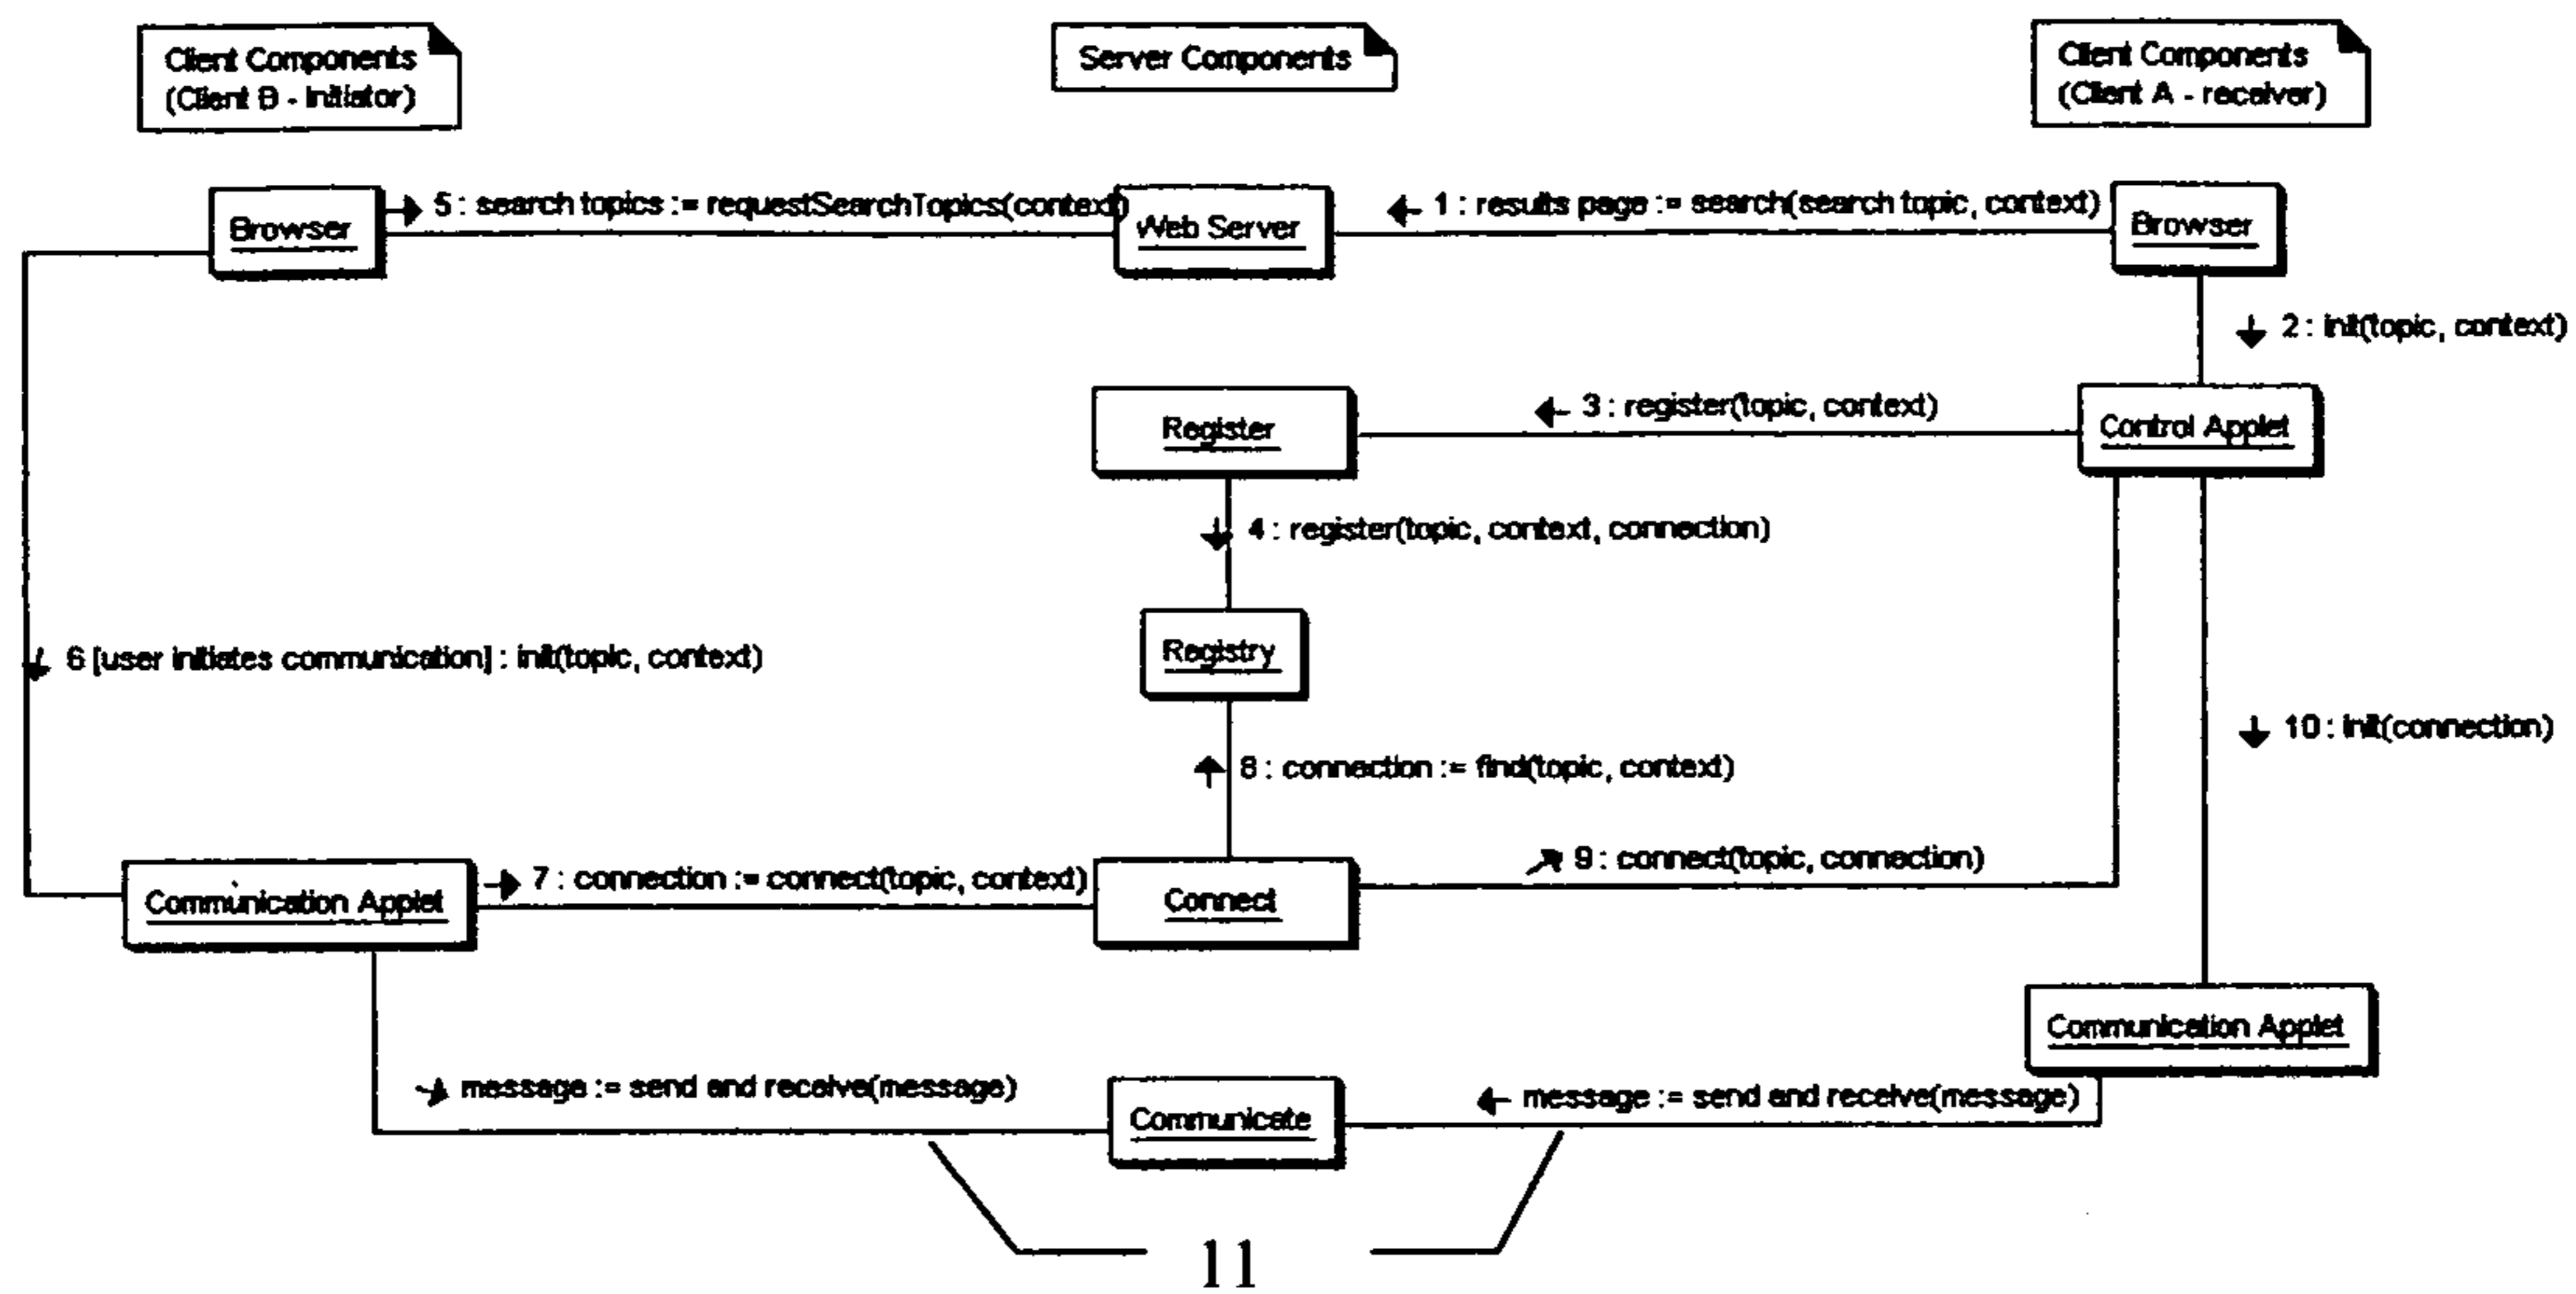 Client Components
(Client B - Initiator)
Server Components
Client Components
(Client A - receiver)
Browser
5 : search topics := requestSearchTopics(context)
Web Server
1 : results page := search(search topic, context)
Browser
2 : init(topic, context)
Register
3 : register(topic, context)
Control Applet
4 : register(topic, context, connection)
Registry
6 [user initiates communication] : init(topic, context)
10 : init(connection)
8 : connection := find(topic, context)
Communication Applet
7 : connection := connect(topic, context)
Connect
9 : connect(topic, connection)
Communication Applet
message := send and receive(message)
Communicate
message := send and receive(message)
11